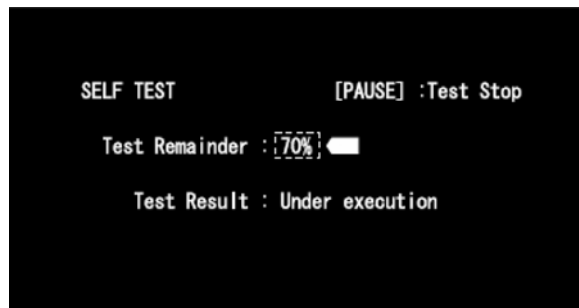 SELF TEST [PAUSE] :Test Stop
Test Remainder : 70%
Test Result : Under execution